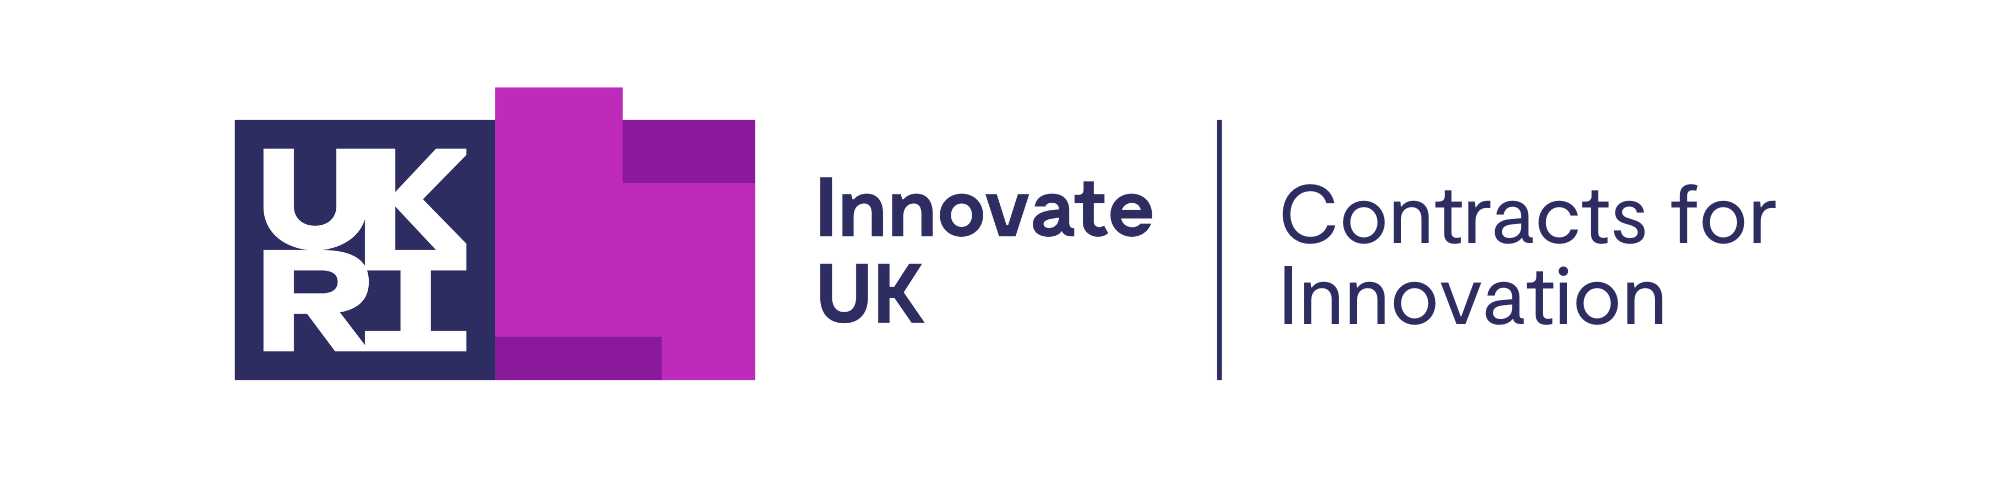 UK
RI
Innovate
UK
Contracts for
Innovation